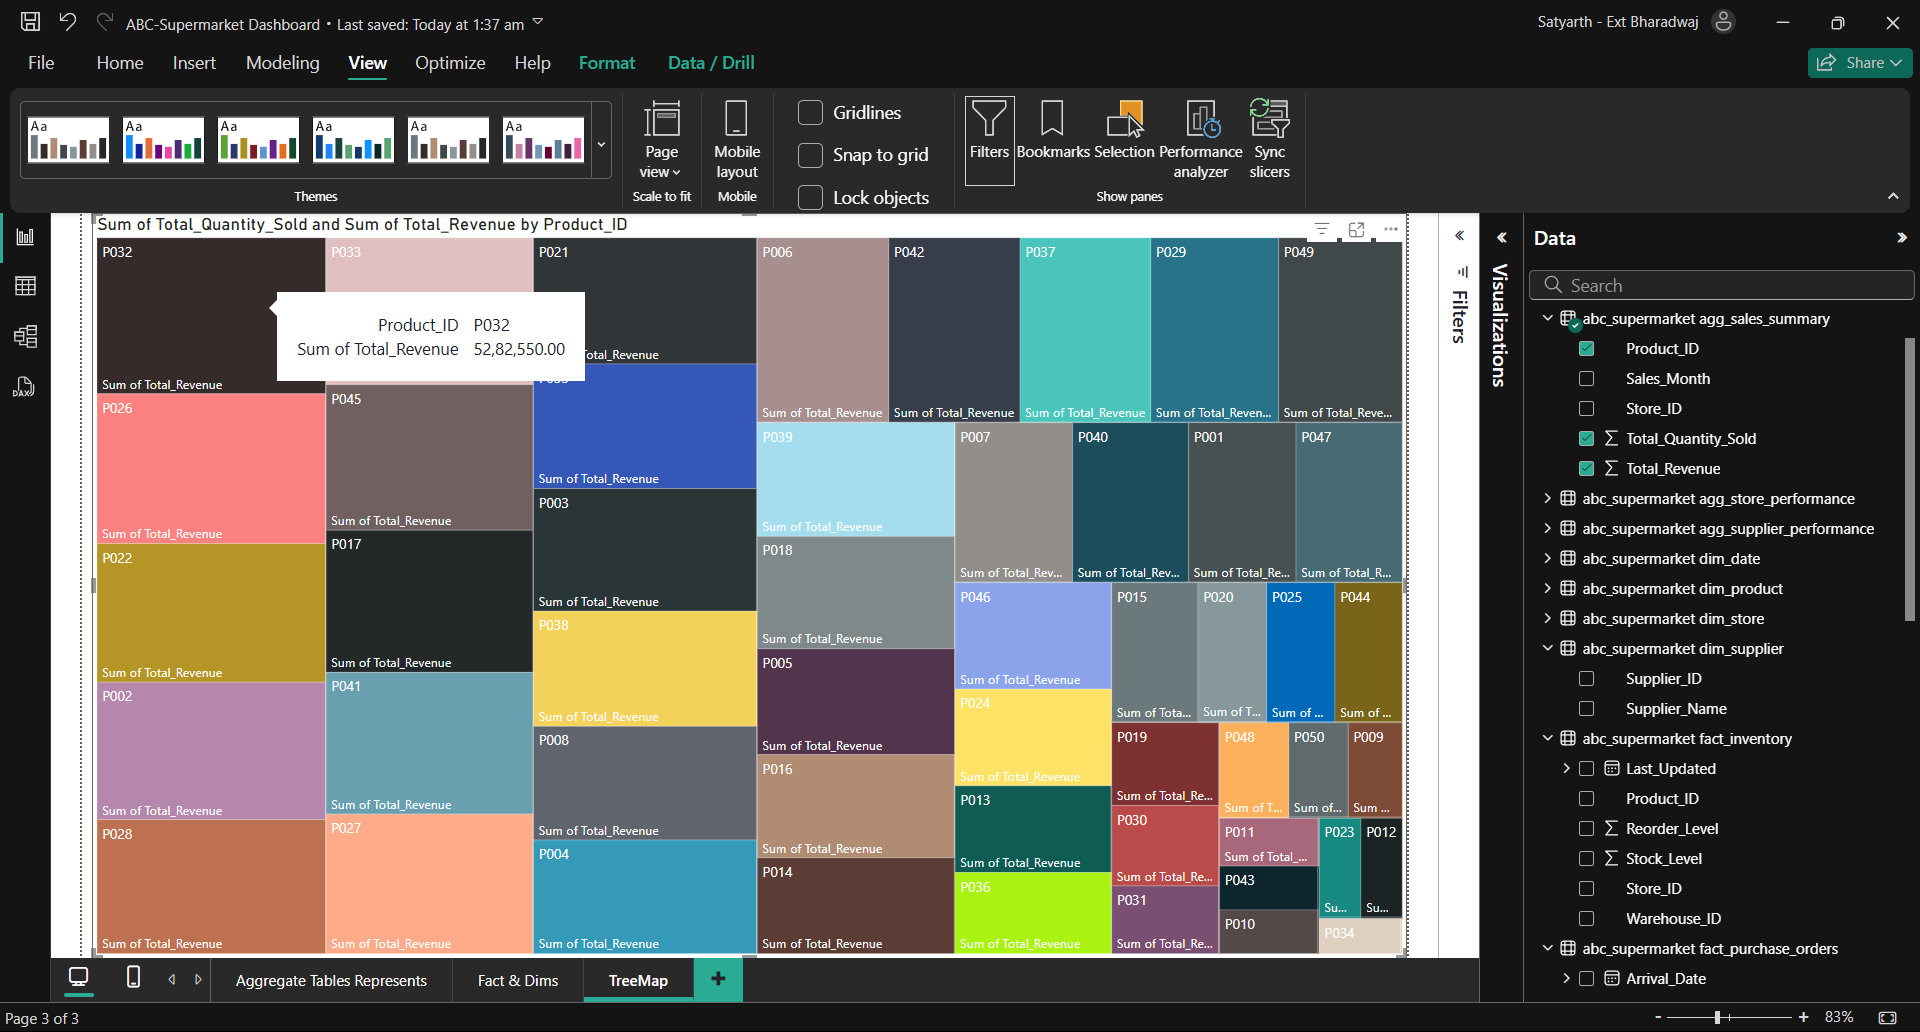 ABC-Supermarket Dashboard • Last saved: Today at 1:37 am
Satyarth - Ext Bharadwaj
File Home Insert Modeling View Optimize Help Format Data / Drill
Share
Aa Aa Aa Aa Aa Aa
Themes
Page view
Scale to fit
Mobile layout
Mobile
Gridlines
Snap to grid
Lock objects
Filters
Bookmarks
Selection
Performance analyzer
Sync slicers
Show panes
Sum of Total_Quantity_Sold and Sum of Total_Revenue by Product_ID
P032
Sum of Total_Revenue
P026
Sum of Total_Revenue
P022
Sum of Total_Revenue
P002
Sum of Total_Revenue
P028
Sum of Total_Revenue
P033
Product_ID P032
Sum of Total_Revenue 52,82,550.00
P045
Sum of Total_Revenue
P017
Sum of Total_Revenue
P041
Sum of Total_Revenue
P027
Sum of Total_Revenue
P021
otal_Revenue
Sum of Total_Revenue
P003
Sum of Total_Revenue
P038
Sum of Total_Revenue
P008
Sum of Total_Revenue
P004
Sum of Total_Revenue
P006
Sum of Total_Revenue
P042
Sum of Total_Revenue
P037
Sum of Total_Revenue
P029
Sum of Total_Reven...
P049
Sum of Total_Reve...
P039
Sum of Total_Revenue
P018
Sum of Total_Revenue
P005
Sum of Total_Revenue
P016
Sum of Total_Revenue
P014
Sum of Total_Revenue
P007
Sum of Total_Rev...
P040
Sum of Total_Rev...
P001
Sum of Total_Re...
P047
Sum of Total_R...
P046
Sum of Total_Revenue
P024
Sum of Total_Revenue
P013
Sum of Total_Revenue
P036
Sum of Total_Revenue
P015
Sum of Tota...
P020
Sum of T...
P025
Sum of ...
P044
Sum of ...
P019
Sum of Total_Re...
P030
Sum of Total_Re...
P031
Sum of Total_Re...
P048
Sum of T...
P050
Sum of...
P009
Sum ...
P011
Sum of Total_...
P043
P010
P023
Su...
P012
Su...
P034
Filters
Visualizations
Data
Search
abc_supermarket agg_sales_summary
Product_ID
Sales_Month
Store_ID
Total_Quantity_Sold
Total_Revenue
abc_supermarket agg_store_performance
abc_supermarket agg_supplier_performance
abc_supermarket dim_date
abc_supermarket dim_product
abc_supermarket dim_store
abc_supermarket dim_supplier
Supplier_ID
Supplier_Name
abc_supermarket fact_inventory
Last_Updated
Product_ID
Reorder_Level
Stock_Level
Store_ID
Warehouse_ID
abc_supermarket fact_purchase_orders
Arrival_Date
DAX
Aggregate Tables Represents
Fact & Dims
TreeMap
Page 3 of 3
83%